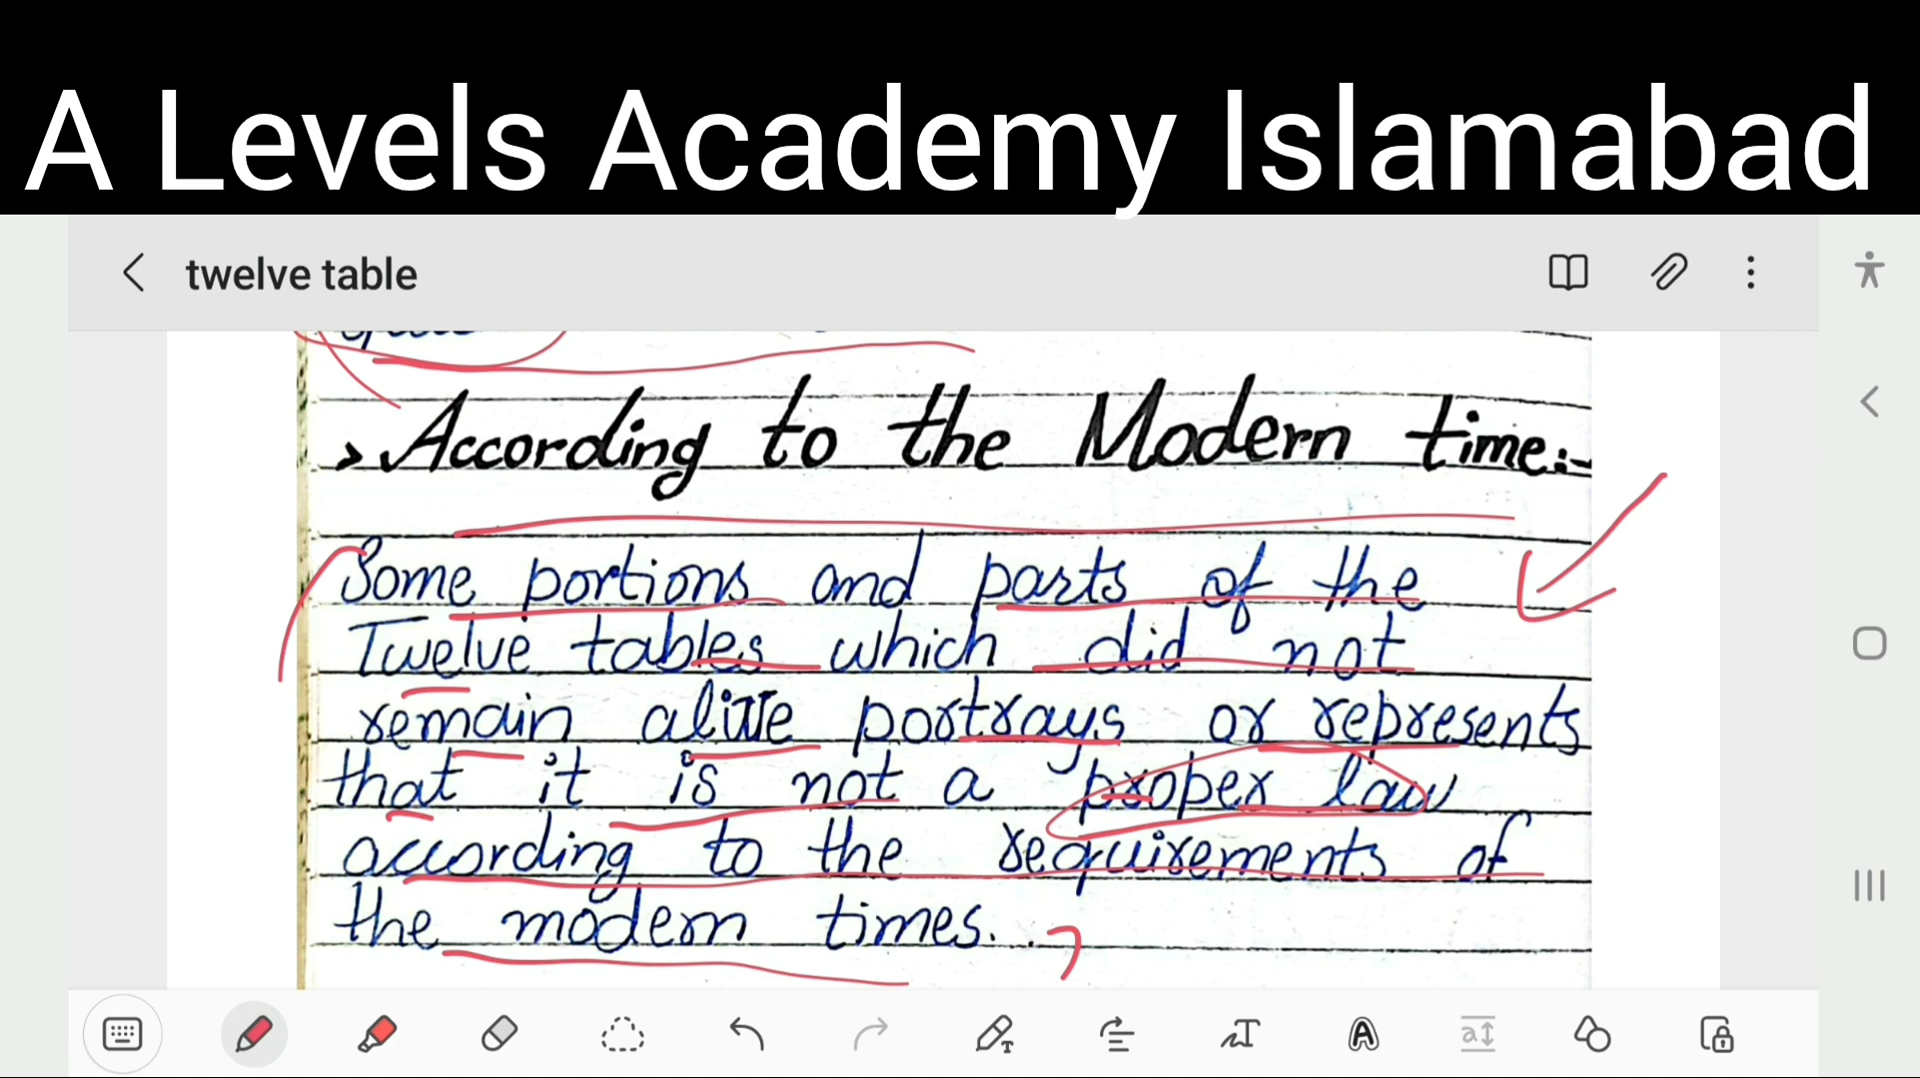 A Levels Academy Islamabad
twelve table
> According to the Modern time:-
Some portions and parts of the
Twelve tables which did not
remain alive portrays or represents
that it is not a proper law
according to the requirements of
the modern times.